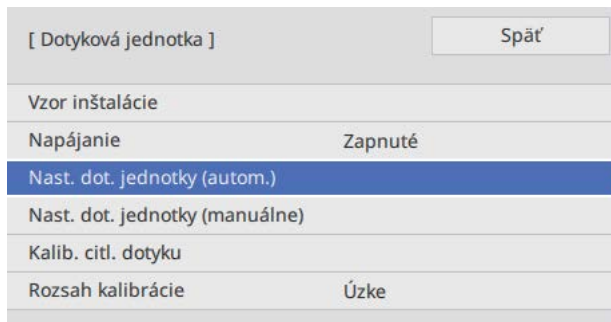 [ Dotyková jednotka ] Späť
Vzor inštalácie
Napájanie Zapnuté
Nast. dot. jednotky (autom.)
Nast. dot. jednotky (manuálne)
Kalib. citl. dotyku
Rozsah kalibrácie Úzke